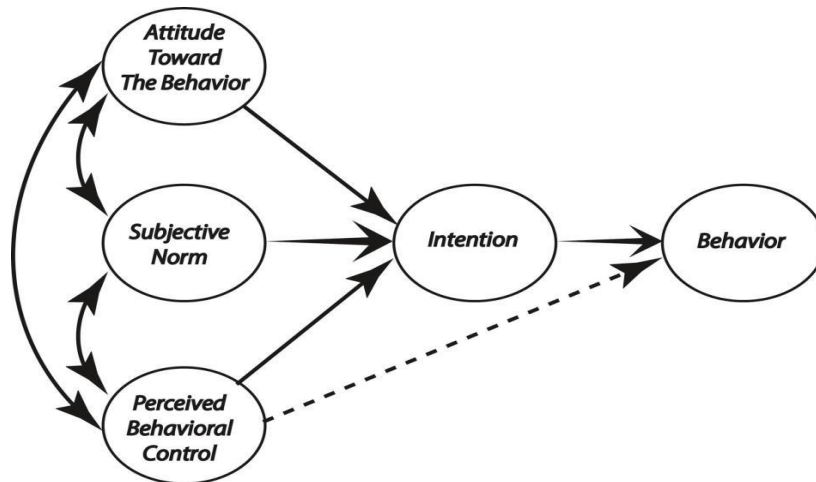 Attitude
Toward
The Behavior
Subjective
Norm
Intention
Behavior
Perceived
Behavioral
Control